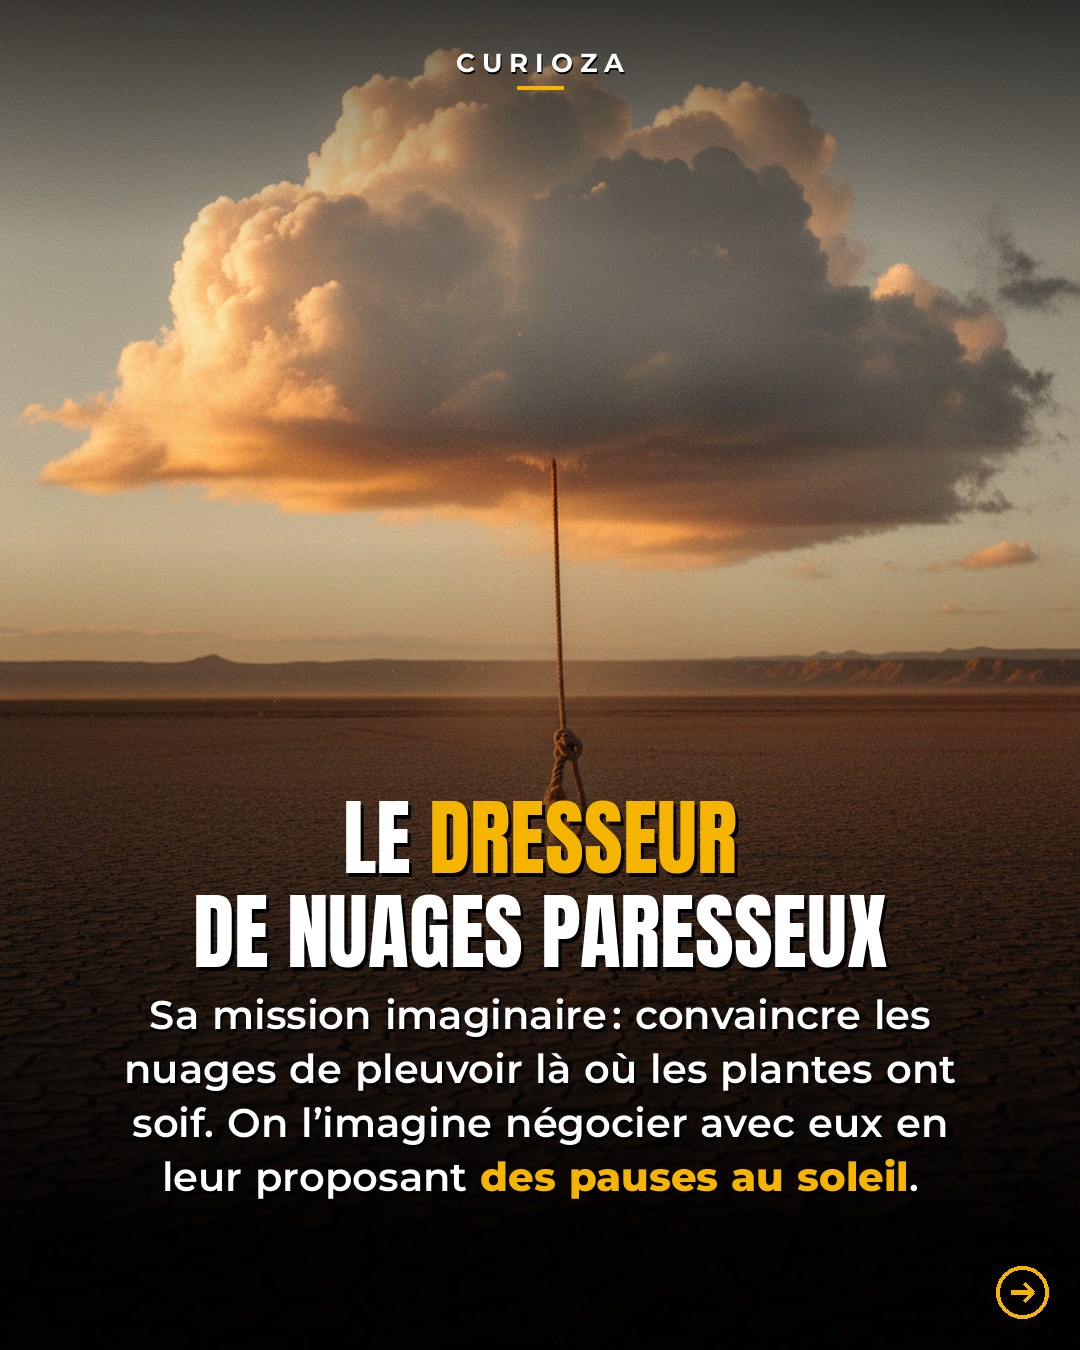 CURIOZA
LE DRESSEUR
DE NUAGES PARESSEUX
Sa mission imaginaire : convaincre les
nuages de pleuvoir là où les plantes ont
soif. On l’imagine négocier avec eux en
leur proposant des pauses au soleil.